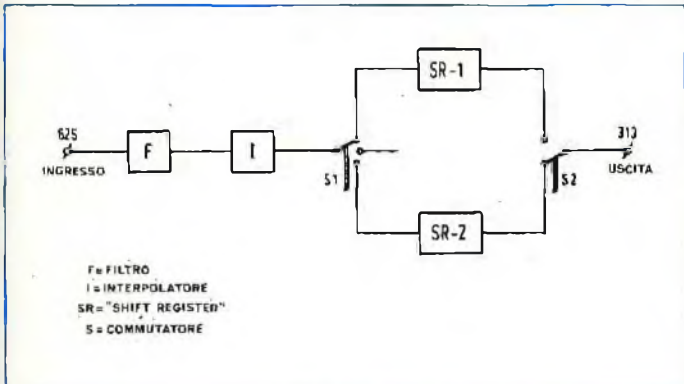 SR-1
625
313
F
I
INGRESSO
S1
S2
USCITA
SR-2
F= FILTRO
I = INTERPOLATORE
SR= "SHIFT REGISTER"
S = COMMUTATORE